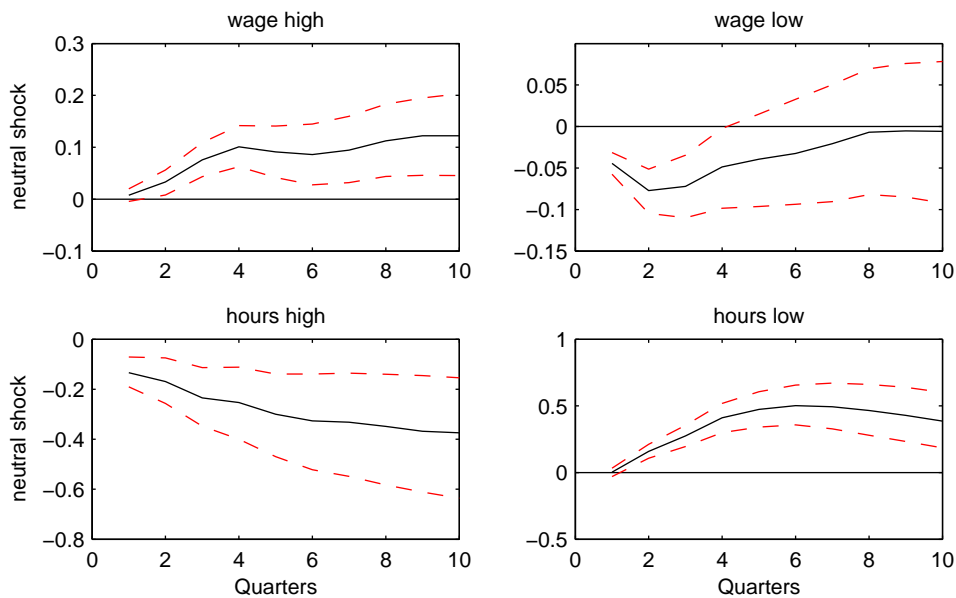 wage high
wage low
neutral shock
0.3
0.2
0.1
0
−0.1
0 2 4 6 8 10
0.05
0
−0.05
−0.1
−0.15
0 2 4 6 8 10
hours high
hours low
neutral shock
0
−0.2
−0.4
−0.6
−0.8
0 2 4 6 8 10
Quarters
1
0.5
0
−0.5
0 2 4 6 8 10
Quarters